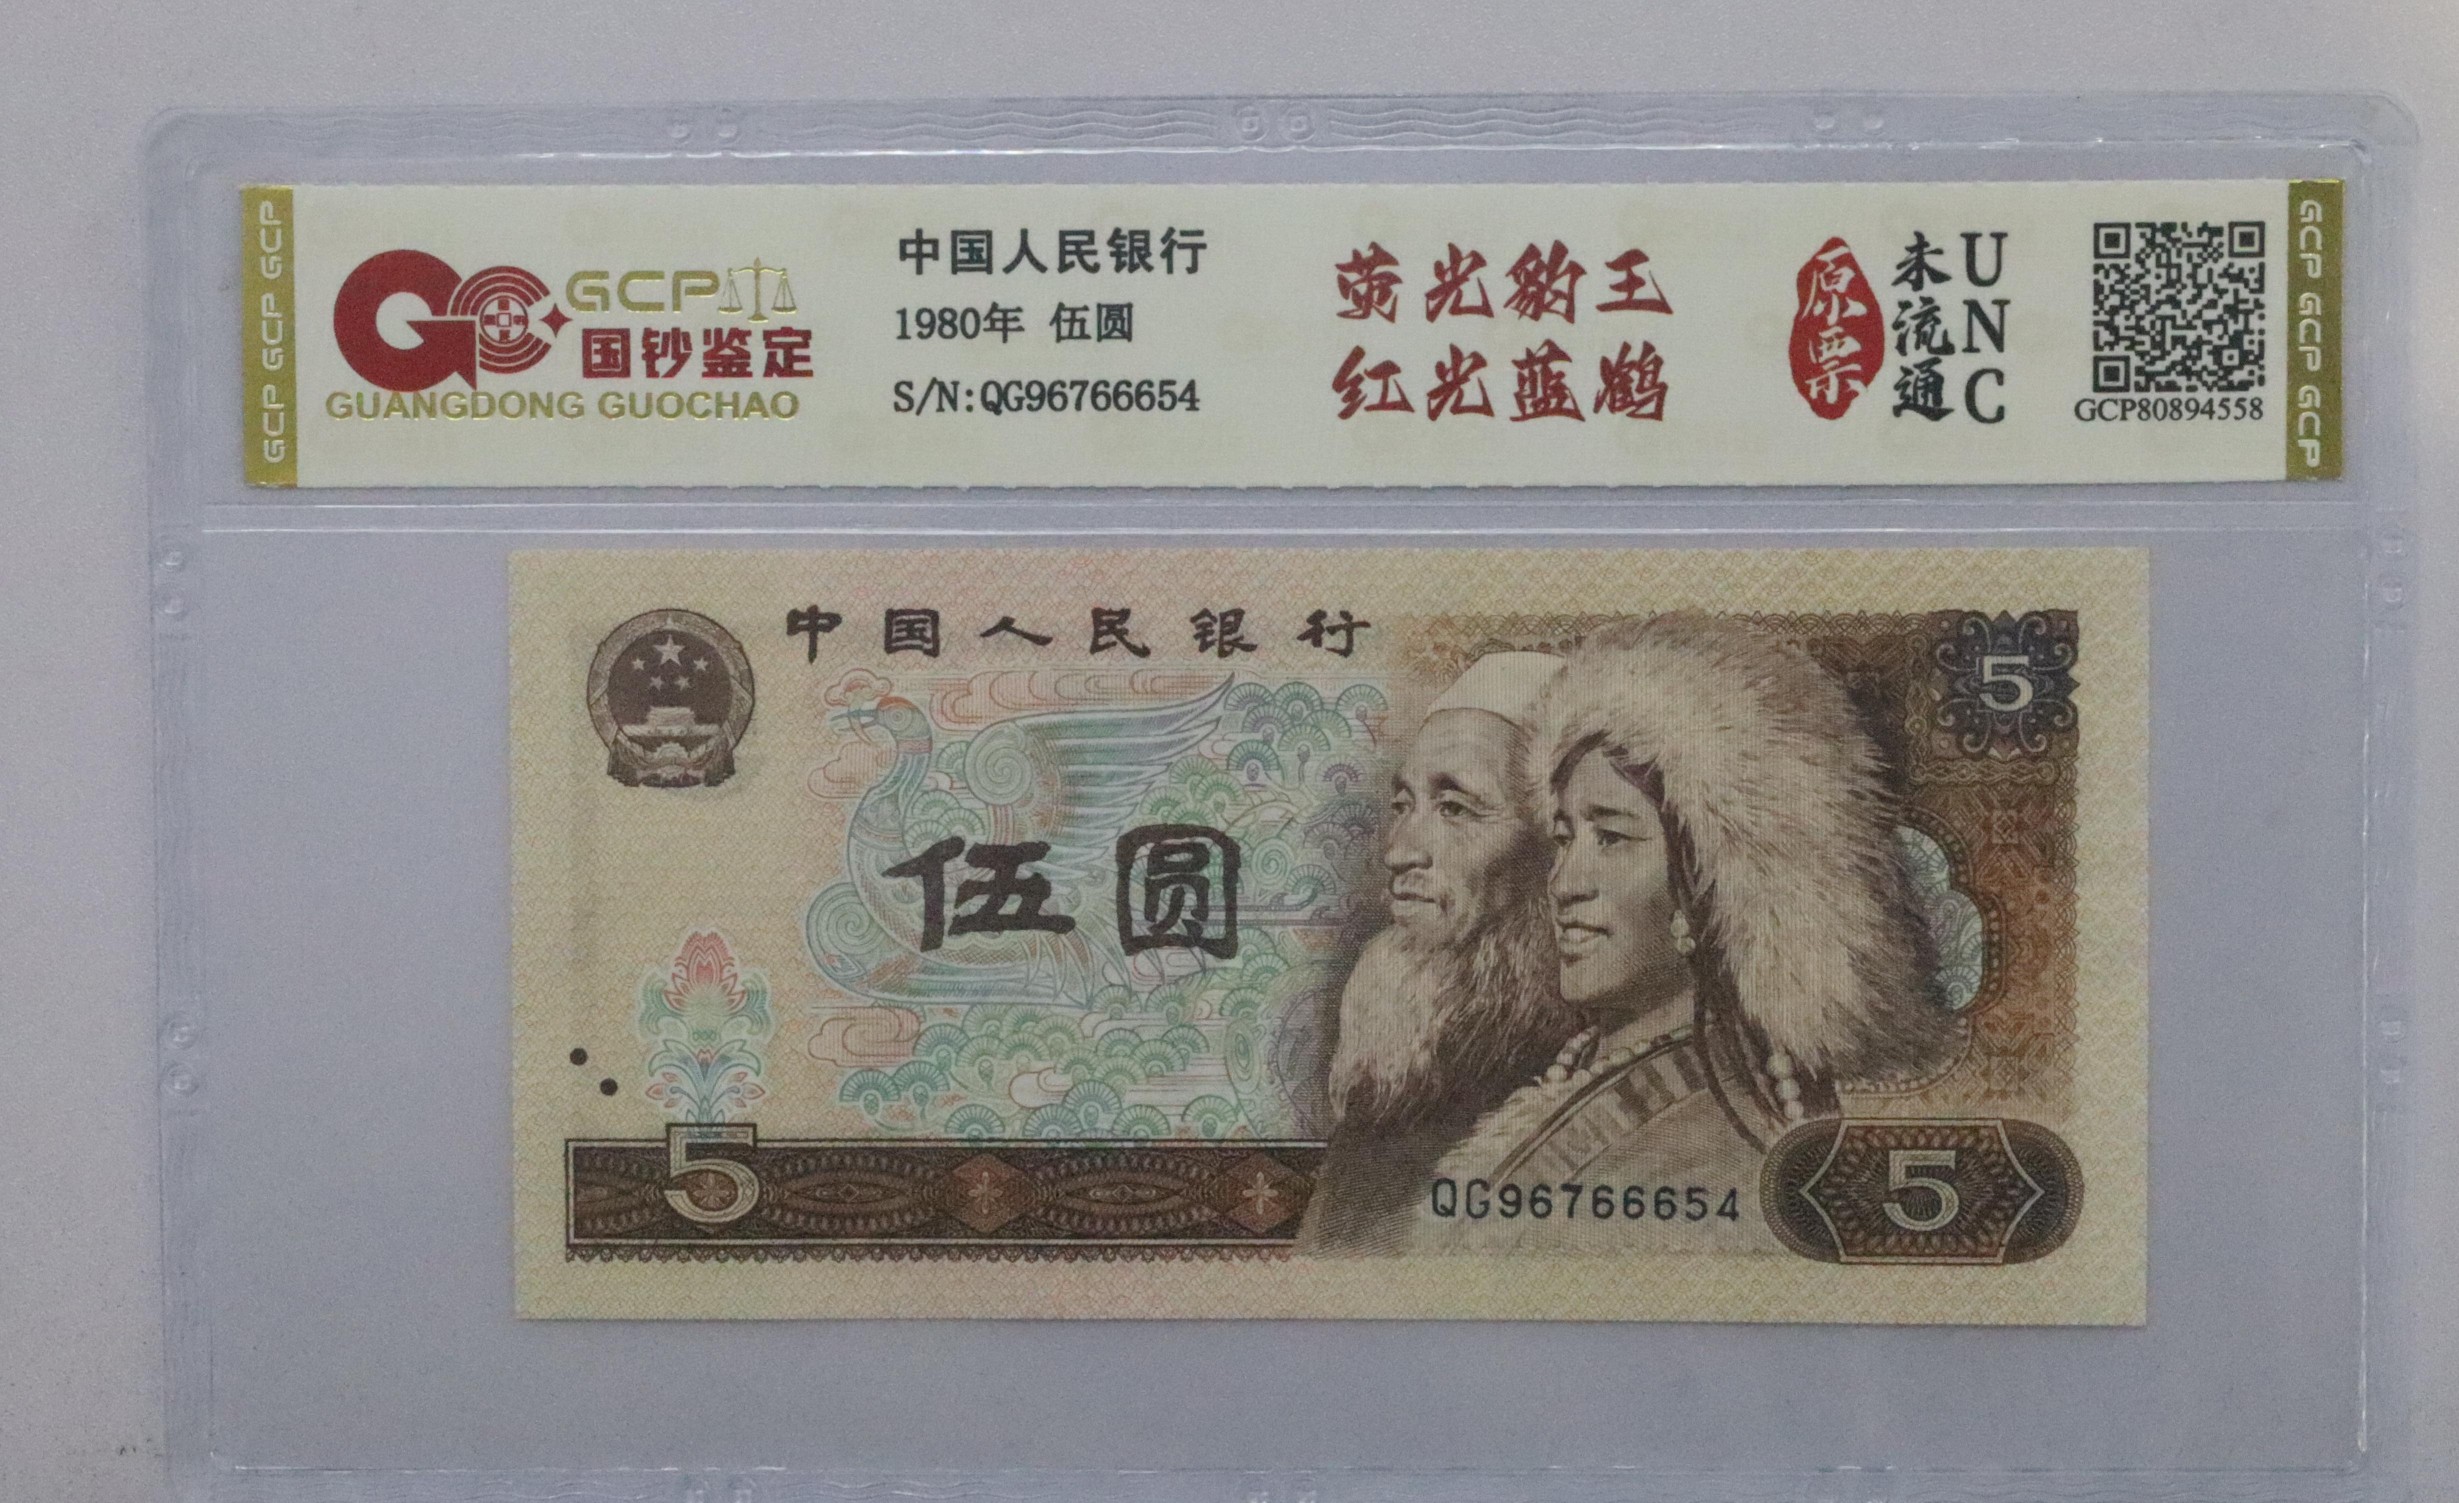 GCP GCP GCP
GCP
国钞鉴定
GUANGDONG GUOCHAO
中国人民银行
1980年 伍圆
S/N:QG96766654
荧光豹王
红光蓝鹤
原票
未流通
UNC
GCP80894558
GCP GCP GCP
中国人民银行
5
伍圆
5
QG96766654
5